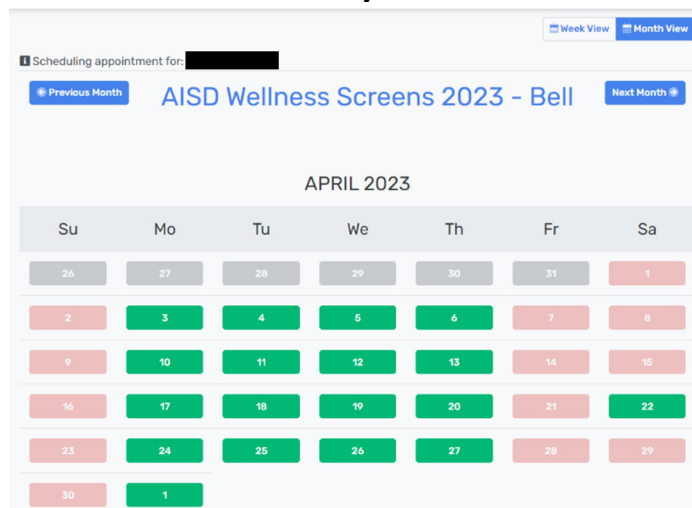 Week View Month View
Scheduling appointment for:
Previous Month AISD Wellness Screens 2023 - Bell Next Month
APRIL 2023
Su Mo Tu We Th Fr Sa
26 27 28 29 30 31 1
2 3 4 5 6 7 8
9 10 11 12 13 14 15
16 17 18 19 20 21 22
23 24 25 26 27 28 29
30 1